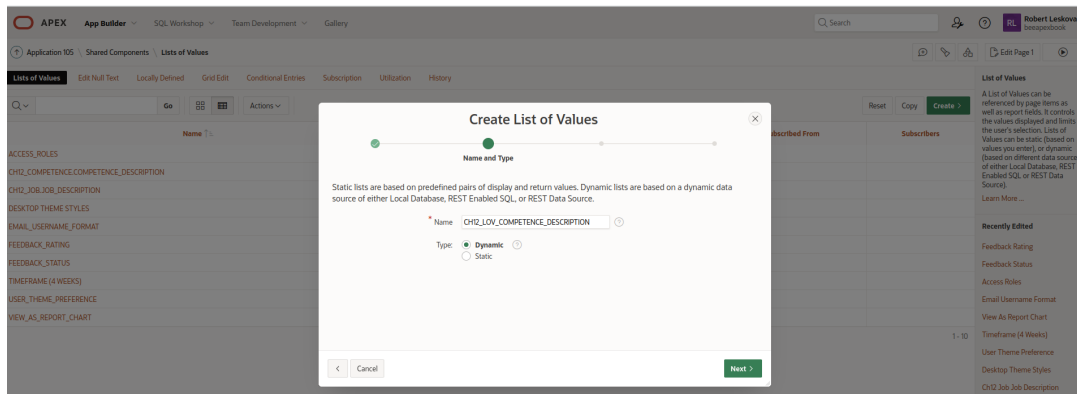 APEX App Builder SQL Workshop Team Development Gallery Search RL Robert Leskova
beeapexbook
Application 105 \ Shared Components \ Lists of Values Edit Page 1
Lists of Values Edit Null Text Locally Defined Grid Edit Conditional Entries Subscription Utilization History
Go Actions Reset Copy Create >
Name Subscribed From Subscribers
ACCESS_ROLES
CH12_COMPETENCE.COMPETENCE_DESCRIPTION
CH12_JOB.JOB_DESCRIPTION
DESKTOP THEME STYLES
EMAIL_USERNAME_FORMAT
FEEDBACK_RATING
FEEDBACK_STATUS
TIMEFRAME (4 WEEKS)
USER_THEME_PREFERENCE
VIEW_AS_REPORT_CHART
1 - 10
Create List of Values
Name and Type
Static lists are based on predefined pairs of display and return values. Dynamic lists are based on a dynamic data
source of either Local Database, REST Enabled SQL, or REST Data Source.
* Name CH12_LOV_COMPETENCE_DESCRIPTION
Type: Dynamic
Static
< Cancel Next >
List of Values
A List of Values can be
referenced by page items as
well as report fields. It controls
the values displayed and limits
the user's selection. Lists of
Values can be static (based on
values you enter), or dynamic
(based on different data source
of either Local Database, REST
Enabled SQL or REST Data
Source).
Learn More ...
Recently Edited
Feedback Rating
Feedback Status
Access Roles
Email Username Format
View As Report Chart
Timeframe (4 Weeks)
User Theme Preference
Desktop Theme Styles
Ch12 Job Job Description